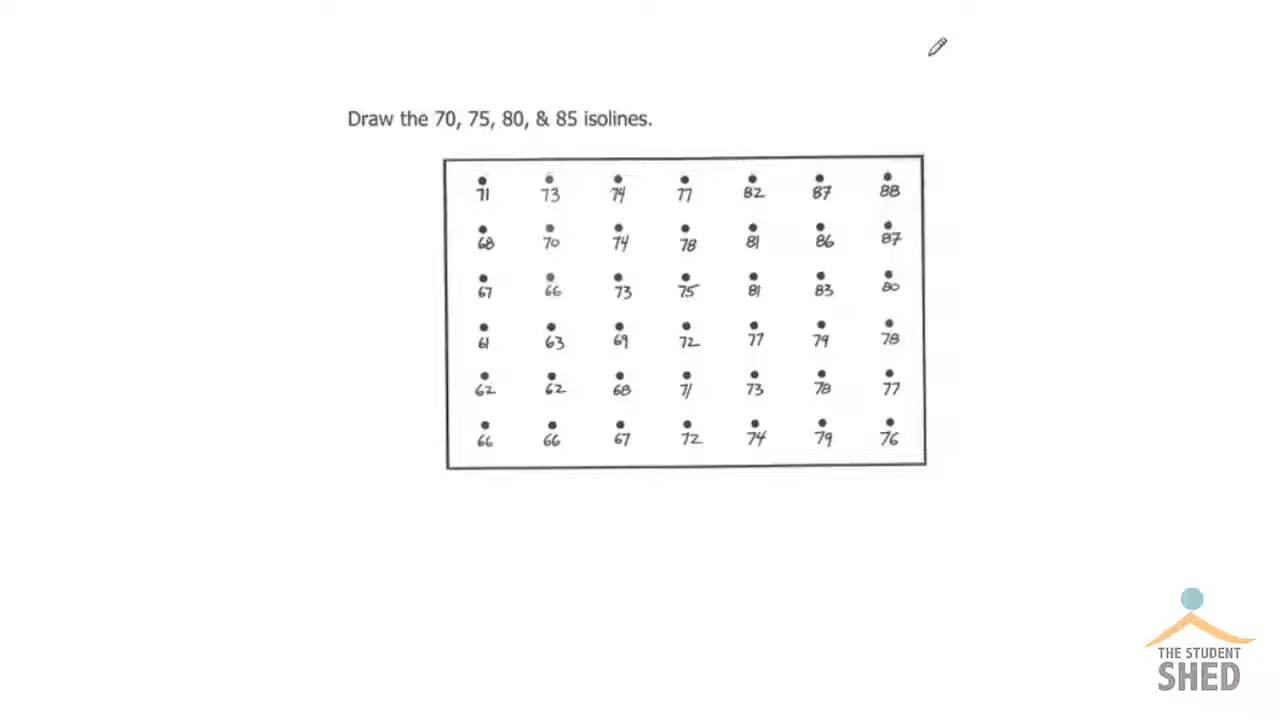 Draw the 70, 75, 80, & 85 isolines.
71 73 74 77 82 87 88
68 70 74 78 81 86 87
67 66 73 75 81 83 80
61 63 69 72 77 79 78
62 62 68 71 73 78 77
66 66 67 72 74 79 76
THE STUDENT
SHED